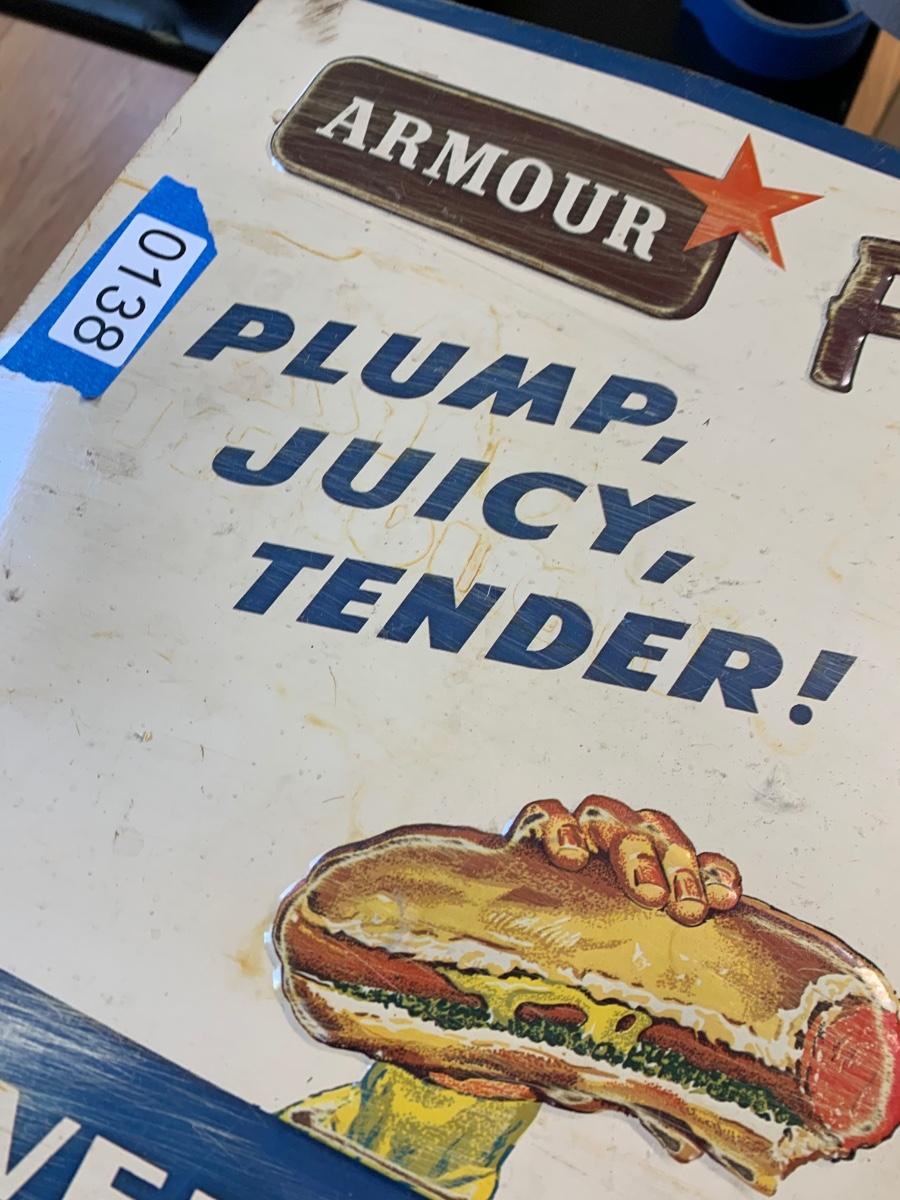 ARMOUR
0138
PLUMP,
JUICY,
TENDER!